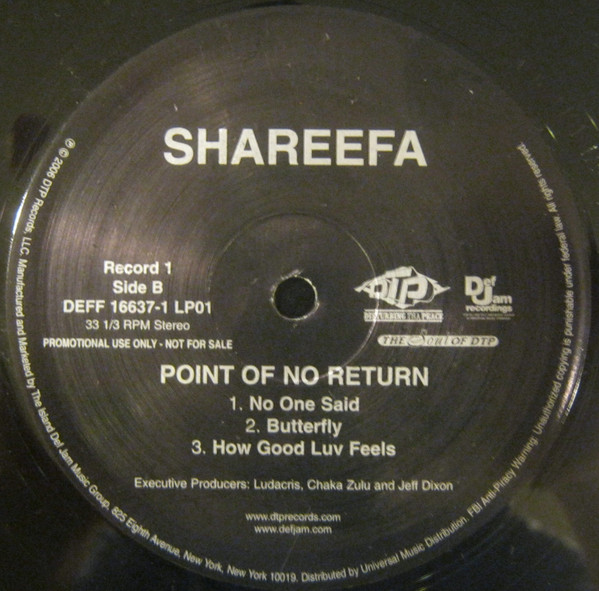 SHAREEFA
Record 1
Side B
DEFF 16637-1 LP01
33 1/3 RPM Stereo
PROMOTIONAL USE ONLY - NOT FOR SALE
DTP
DISTURBING THA PEACE
Def Jam
recordings
THE Soul OF DTP
POINT OF NO RETURN
1. No One Said
2. Butterfly
3. How Good Luv Feels
Executive Producers: Ludacris, Chaka Zulu and Jeff Dixon
www.dtprecords.com
www.defjam.com
℗ © 2006 DTP Records, LLC. Manufactured and Marketed by The Island Def Jam Music Group, 825 Eighth Avenue, New York, New York 10019. Distributed by Universal Music Distribution. FBI Anti-Piracy Warning: Unauthorized copying is punishable under federal law. All rights reserved.